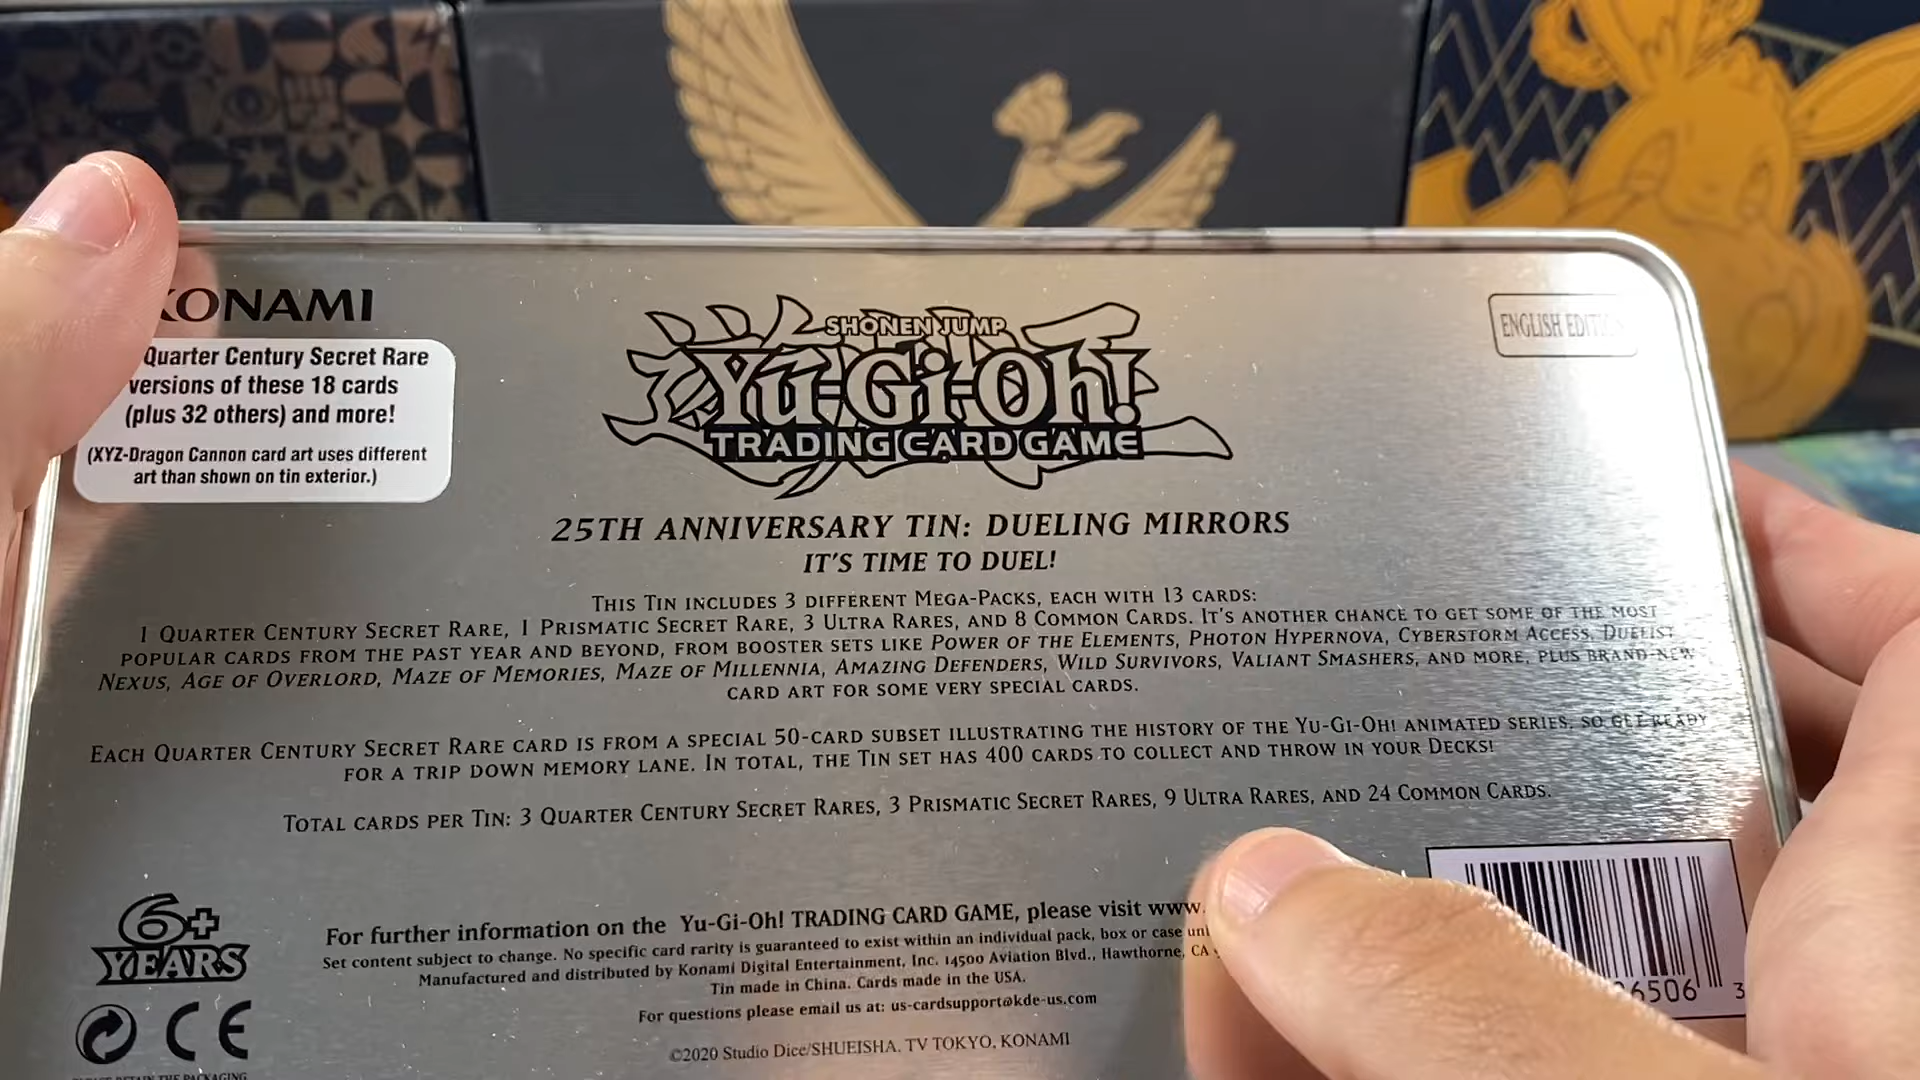 KONAMI
Quarter Century Secret Rare
versions of these 18 cards
(plus 32 others) and more!
(XYZ-Dragon Cannon card art uses different
art than shown on tin exterior.)
SHONEN JUMP
Yu-Gi-Oh!
TRADING CARD GAME
ENGLISH EDITI
25TH ANNIVERSARY TIN: DUELING MIRRORS
IT'S TIME TO DUEL!
THIS TIN INCLUDES 3 DIFFERENT MEGA-PACKS, EACH WITH 13 CARDS:
1 QUARTER CENTURY SECRET RARE, 1 PRISMATIC SECRET RARE, 3 ULTRA RARES, AND 8 COMMON CARDS. IT'S ANOTHER CHANCE TO GET SOME OF THE MOST
POPULAR CARDS FROM THE PAST YEAR AND BEYOND, FROM BOOSTER SETS LIKE POWER OF THE ELEMENTS, PHOTON HYPERNOVA, CYBERSTORM ACCESS, DUELIST
NEXUS, AGE OF OVERLORD, MAZE OF MEMORIES, MAZE OF MILLENNIA, AMAZING DEFENDERS, WILD SURVIVORS, VALIANT SMASHERS, AND MORE, PLUS BRAND-NEW
CARD ART FOR SOME VERY SPECIAL CARDS.
EACH QUARTER CENTURY SECRET RARE CARD IS FROM A SPECIAL 50-CARD SUBSET ILLUSTRATING THE HISTORY OF THE YU-GI-OH! ANIMATED SERIES, SO GET READY
FOR A TRIP DOWN MEMORY LANE. IN TOTAL, THE TIN SET HAS 400 CARDS TO COLLECT AND THROW IN YOUR DECKS!
TOTAL CARDS PER TIN: 3 QUARTER CENTURY SECRET RARES, 3 PRISMATIC SECRET RARES, 9 ULTRA RARES, AND 24 COMMON CARDS.
6+
YEARS
For further information on the Yu-Gi-Oh! TRADING CARD GAME, please visit www.
Set content subject to change. No specific card rarity is guaranteed to exist within an individual pack, box or case
Manufactured and distributed by Konami Digital Entertainment, Inc. 14500 Aviation Blvd., Hawthorne, CA
Tin made in China. Cards made in the USA.
For questions please email us at: us-cardsupport@kde-us.com
©2020 Studio Dice/SHUEISHA, TV TOKYO, KONAMI
CE
6506 3
PLEASE RETAIN THE PACKAGING